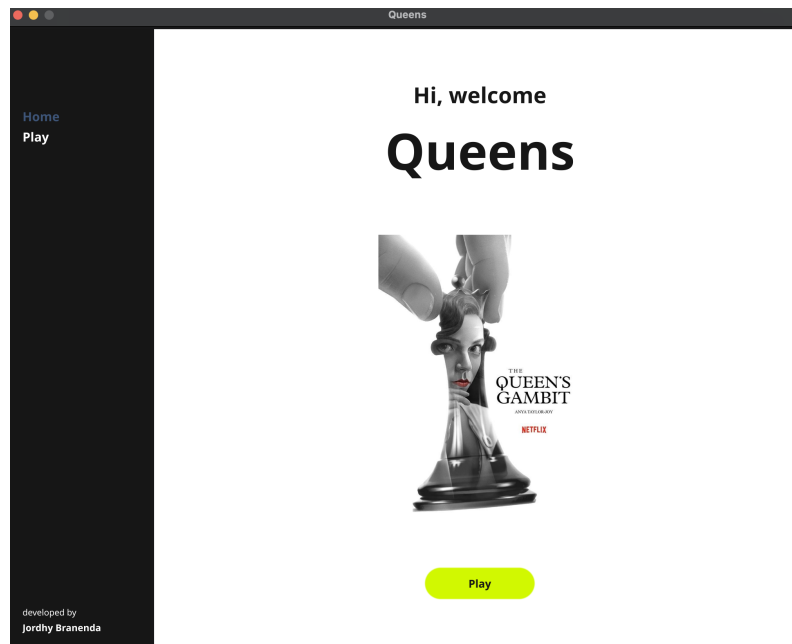 Queens
Home
Play
developed by
Jordhy Branenda
Hi, welcome
Queens
THE
QUEEN'S
GAMBIT
ANYA TAYLOR-JOY
NETFLIX
Play